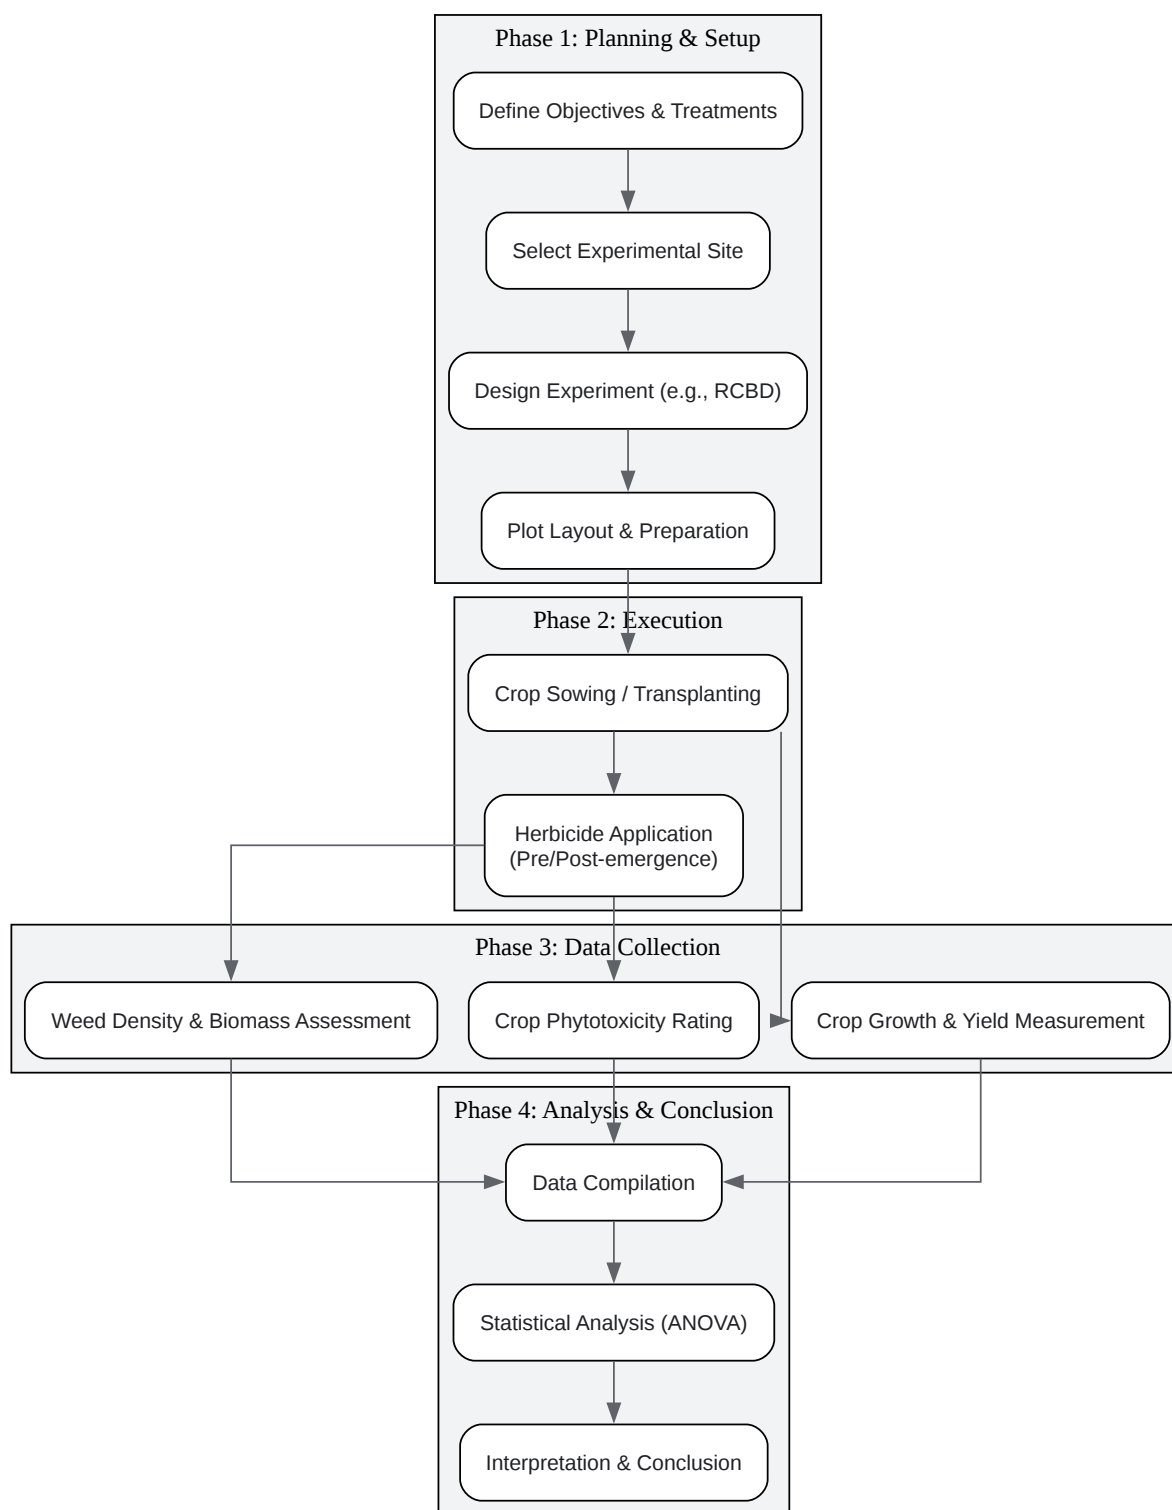 Phase 1: Planning & Setup
Define Objectives & Treatments
Select Experimental Site
Design Experiment (e.g., RCBD)
Plot Layout & Preparation
Phase 2: Execution
Crop Sowing / Transplanting
Herbicide Application
(Pre/Post-emergence)
Phase 3: Data Collection
Weed Density & Biomass Assessment
Crop Phytotoxicity Rating
Crop Growth & Yield Measurement
Phase 4: Analysis & Conclusion
Data Compilation
Statistical Analysis (ANOVA)
Interpretation & Conclusion